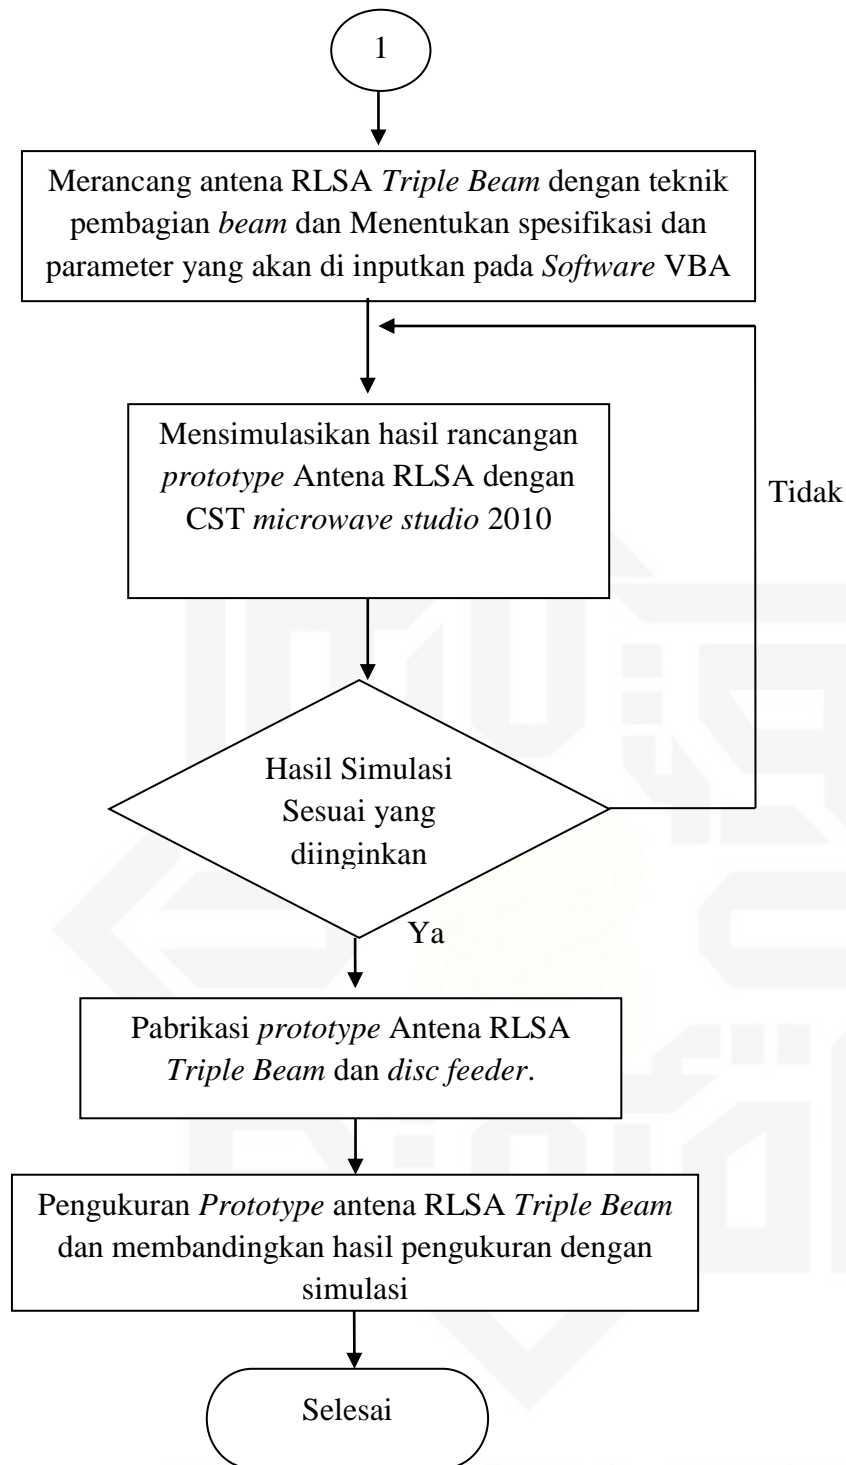 1
Merancang antena RLSA Triple Beam dengan teknik
pembagian beam dan Menentukan spesifikasi dan
parameter yang akan di inputkan pada Software VBA
Mensimulasikan hasil rancangan
prototype Antena RLSA dengan
CST microwave studio 2010
Tidak
Hasil Simulasi
Sesuai yang
diinginkan
Ya
Pabrikasi prototype Antena RLSA
Triple Beam dan disc feeder.
Pengukuran Prototype antena RLSA Triple Beam
dan membandingkan hasil pengukuran dengan
simulasi
Selesai